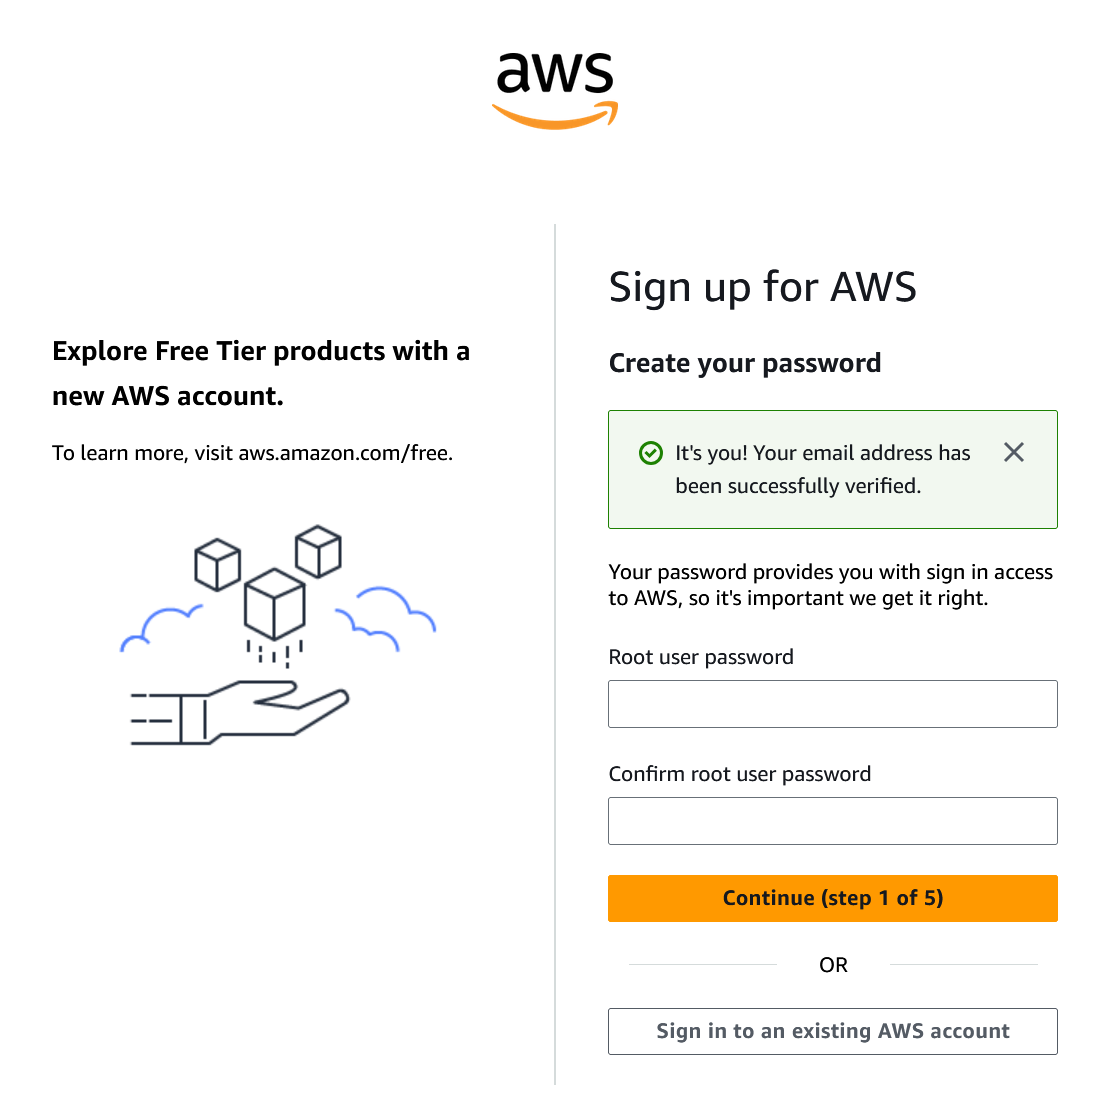 aws
Explore Free Tier products with a
new AWS account.
To learn more, visit aws.amazon.com/free.
Sign up for AWS
Create your password
It's you! Your email address has
been successfully verified.
Your password provides you with sign in access
to AWS, so it's important we get it right.
Root user password
Confirm root user password
Continue (step 1 of 5)
OR
Sign in to an existing AWS account